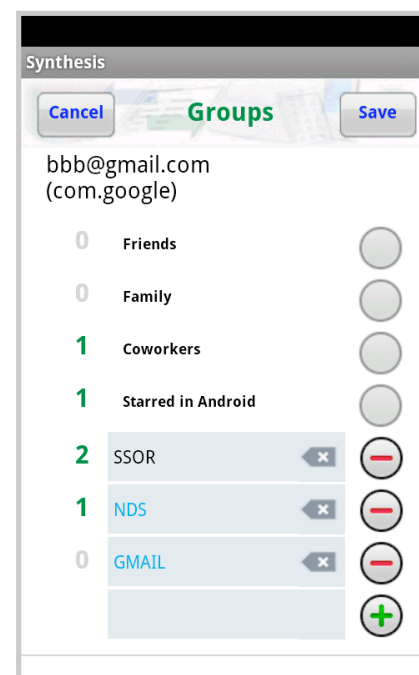 Synthesis
Cancel Groups Save
bbb@gmail.com
(com.google)
0 Friends
0 Family
1 Coworkers
1 Starred in Android
2 SSOR
1 NDS
0 GMAIL